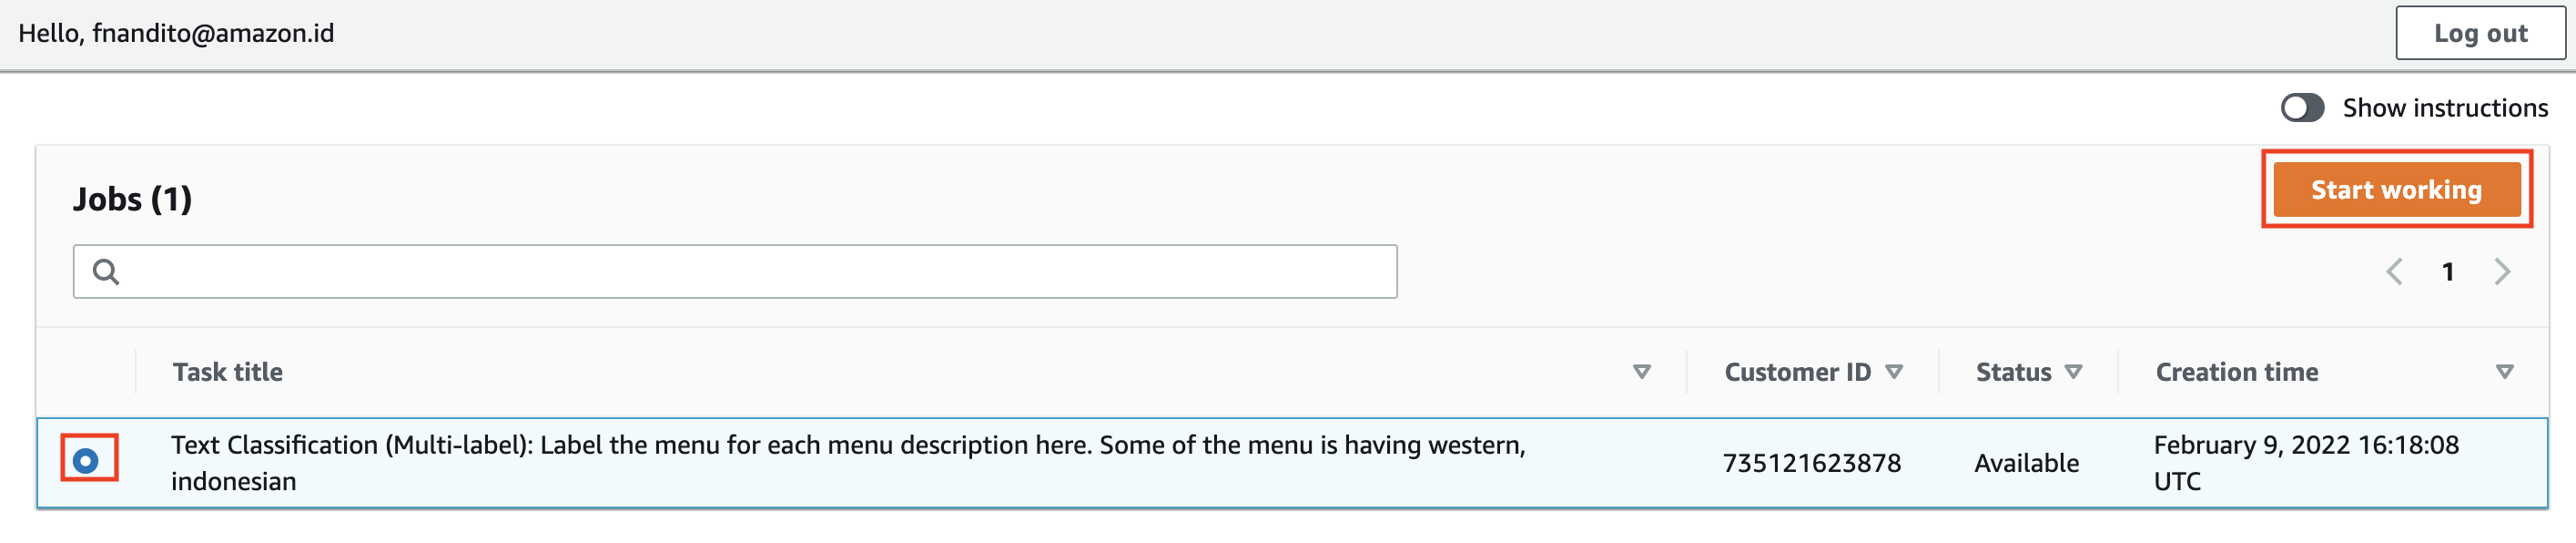 Hello, fnandito@amazon.id
Log out
Show instructions
Jobs (1)
Start working
1
Task title
Customer ID
Status
Creation time
Text Classification (Multi-label): Label the menu for each menu description here. Some of the menu is having western,
indonesian
735121623878
Available
February 9, 2022 16:18:08
UTC